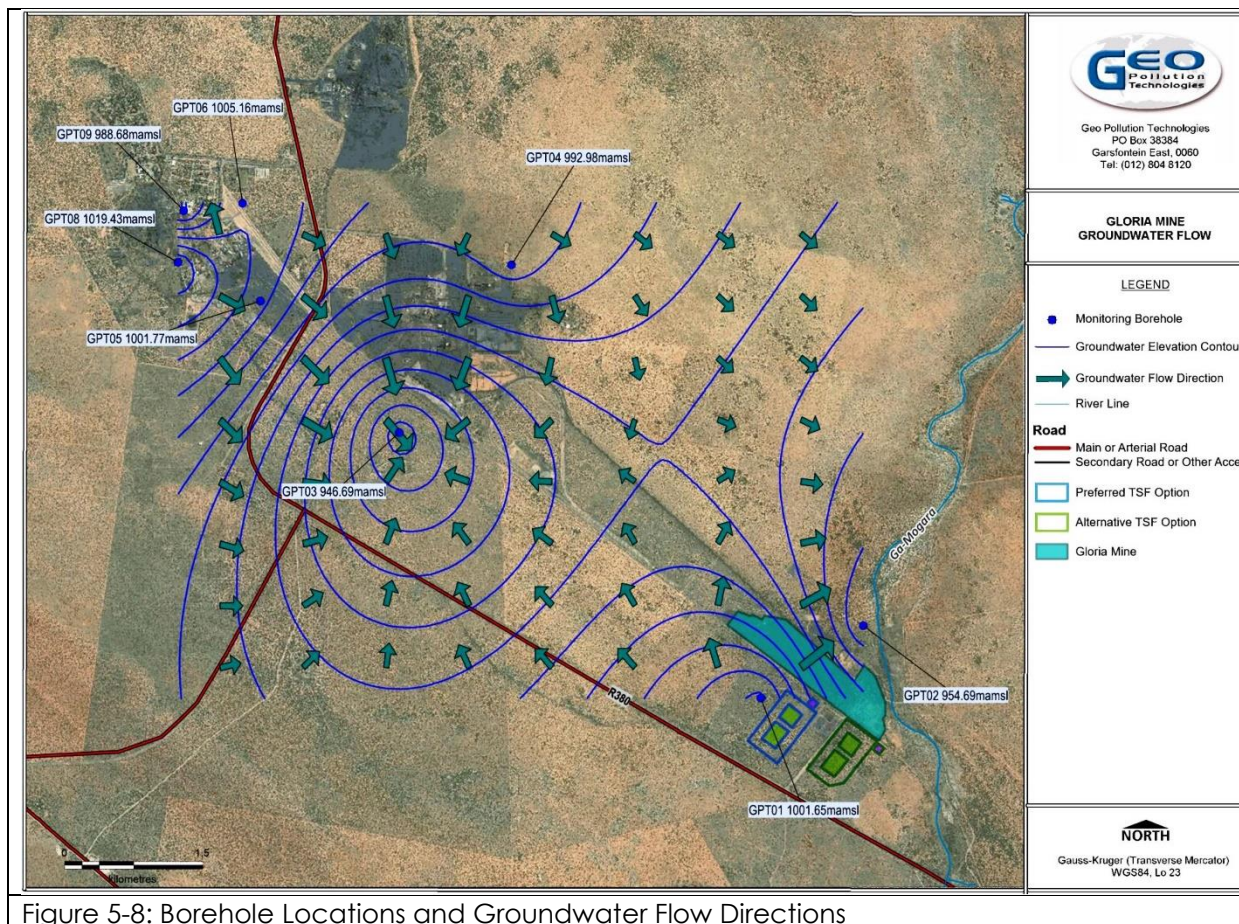 GPT06 1005.16mamsl
GPT09 988.68mamsl
GPT04 992.98mamsl
GPT08 1019.43mamsl
GPT05 1001.77mamsl
GPT03 946.69mamsl
Ga-Mogara
GPT02 954.69mamsl
R380
GPT01 1001.65mamsl
0 1.5
kilometres
GEO
Pollution
Technologies
Geo Pollution Technologies
PO Box 38384
Garsfontein East, 0060
Tel: (012) 804 8120
GLORIA MINE
GROUNDWATER FLOW
LEGEND
Monitoring Borehole
Groundwater Elevation Contou
Groundwater Flow Direction
River Line
Road
Main or Arterial Road
Secondary Road or Other Acce
Preferred TSF Option
Alternative TSF Option
Gloria Mine
NORTH
Gauss-Kruger (Transverse Mercator)
WGS84, Lo 23
Figure 5-8: Borehole Locations and Groundwater Flow Directions